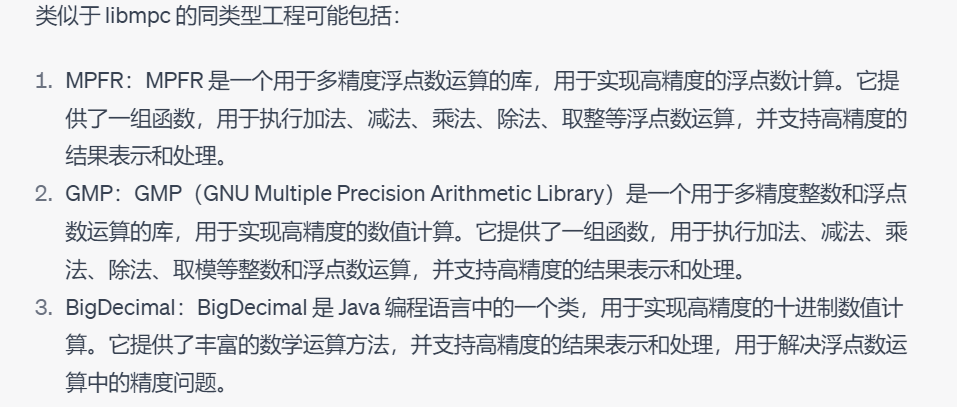 类似于 libmpc 的同类型工程可能包括：
1. MPFR：MPFR 是一个用于多精度浮点数运算的库，用于实现高精度的浮点数计算。它提
供了一组函数，用于执行加法、减法、乘法、除法、取整等浮点数运算，并支持高精度的
结果表示和处理。
2. GMP：GMP（GNU Multiple Precision Arithmetic Library）是一个用于多精度整数和浮点
数运算的库，用于实现高精度的数值计算。它提供了一组函数，用于执行加法、减法、乘
法、除法、取模等整数和浮点数运算，并支持高精度的结果表示和处理。
3. BigDecimal：BigDecimal 是 Java 编程语言中的一个类，用于实现高精度的十进制数值计
算。它提供了丰富的数学运算方法，并支持高精度的结果表示和处理，用于解决浮点数运
算中的精度问题。